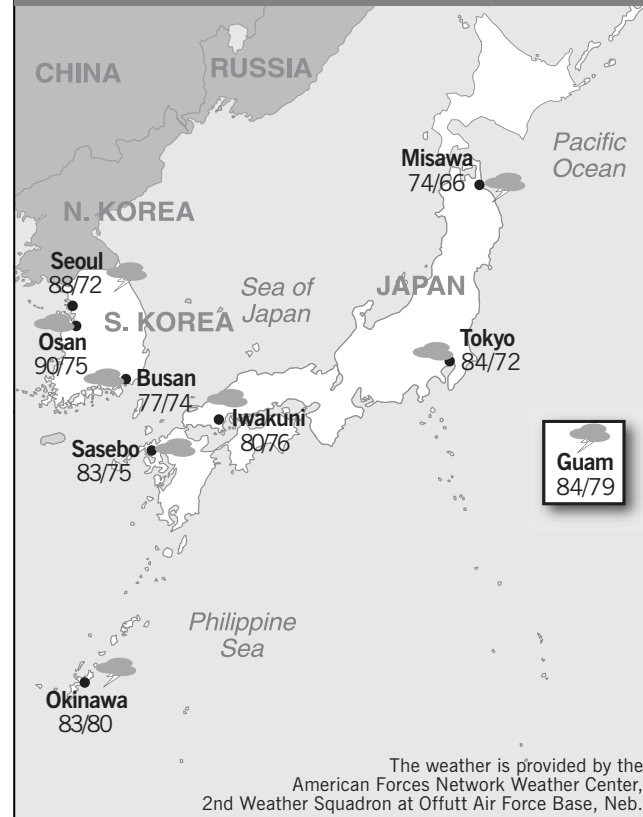 CHINA
RUSSIA
Pacific
Ocean
Misawa
74/66
N. KOREA
Seoul
88/72
Sea of
Japan
JAPAN
S. KOREA
Osan
90/75
Tokyo
84/72
Busan
77/74
Iwakuni
80/76
Sasebo
83/75
Guam
84/79
Philippine
Sea
Okinawa
83/80
The weather is provided by the
American Forces Network Weather Center,
2nd Weather Squadron at Offutt Air Force Base, Neb.